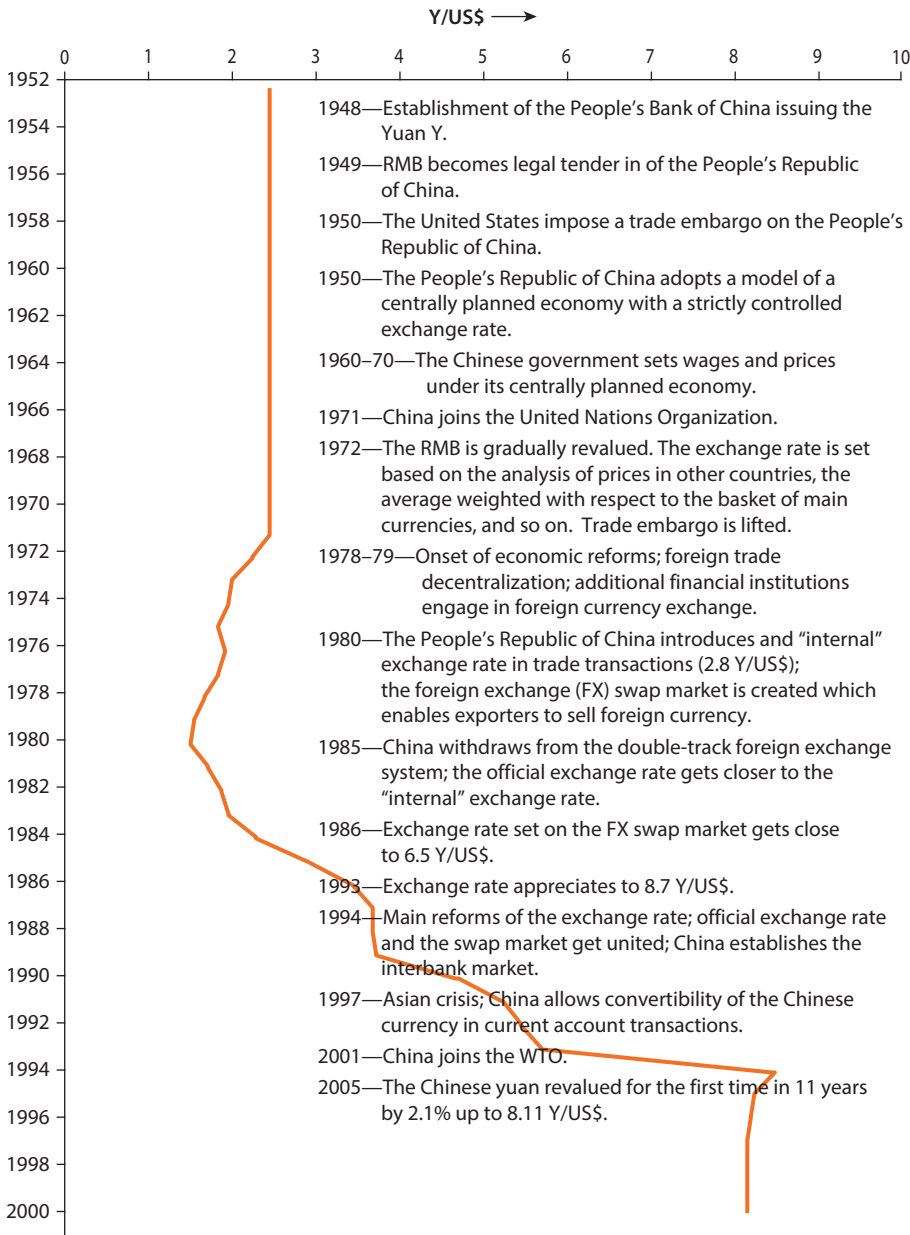 Y/US$
0 1 2 3 4 5 6 7 8 9 10
1952
1954
1956
1958
1960
1962
1964
1966
1968
1970
1972
1974
1976
1978
1980
1982
1984
1986
1988
1990
1992
1994
1996
1998
2000
1948—Establishment of the People’s Bank of China issuing the
Yuan Y.
1949—RMB becomes legal tender in of the People’s Republic
of China.
1950—The United States impose a trade embargo on the People’s
Republic of China.
1950—The People’s Republic of China adopts a model of a
centrally planned economy with a strictly controlled
exchange rate.
1960–70—The Chinese government sets wages and prices
under its centrally planned economy.
1971—China joins the United Nations Organization.
1972—The RMB is gradually revalued. The exchange rate is set
based on the analysis of prices in other countries, the
average weighted with respect to the basket of main
currencies, and so on. Trade embargo is lifted.
1978–79—Onset of economic reforms; foreign trade
decentralization; additional financial institutions
engage in foreign currency exchange.
1980—The People’s Republic of China introduces and “internal”
exchange rate in trade transactions (2.8 Y/US$);
the foreign exchange (FX) swap market is created which
enables exporters to sell foreign currency.
1985—China withdraws from the double-track foreign exchange
system; the official exchange rate gets closer to the
“internal” exchange rate.
1986—Exchange rate set on the FX swap market gets close
to 6.5 Y/US$.
1993—Exchange rate appreciates to 8.7 Y/US$.
1994—Main reforms of the exchange rate; official exchange rate
and the swap market get united; China establishes the
interbank market.
1997—Asian crisis; China allows convertibility of the Chinese
currency in current account transactions.
2001—China joins the WTO.
2005—The Chinese yuan revalued for the first time in 11 years
by 2.1% up to 8.11 Y/US$.